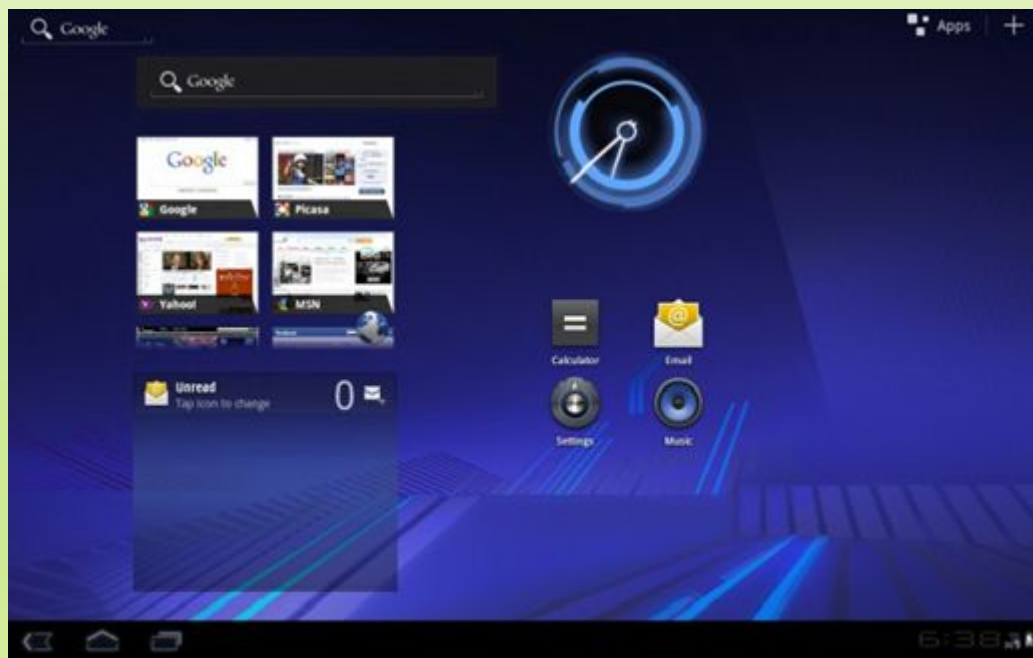 Google
Apps
Google
Google
Google
Picasa
Yahoo!
MSN
Calculator
Email
Unread
0
Tap icon to change
Settings
Music
6:38